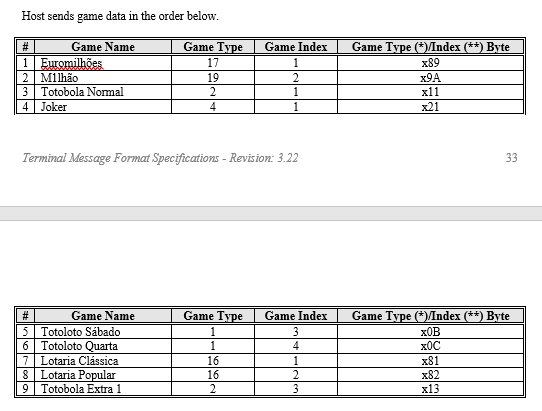 Host sends game data in the order below.
# Game Name Game Type Game Index Game Type (*)/Index (**) Byte
1 Euromilhões 17 1 x89
2 M1lhão 19 2 x9A
3 Totobola Normal 2 1 x11
4 Joker 4 1 x21
Terminal Message Format Specifications - Revision: 3.22 33
# Game Name Game Type Game Index Game Type (*)/Index (**) Byte
5 Totoloto Sábado 1 3 x0B
6 Totoloto Quarta 1 4 x0C
7 Lotaria Clássica 16 1 x81
8 Lotaria Popular 16 2 x82
9 Totobola Extra 1 2 3 x13